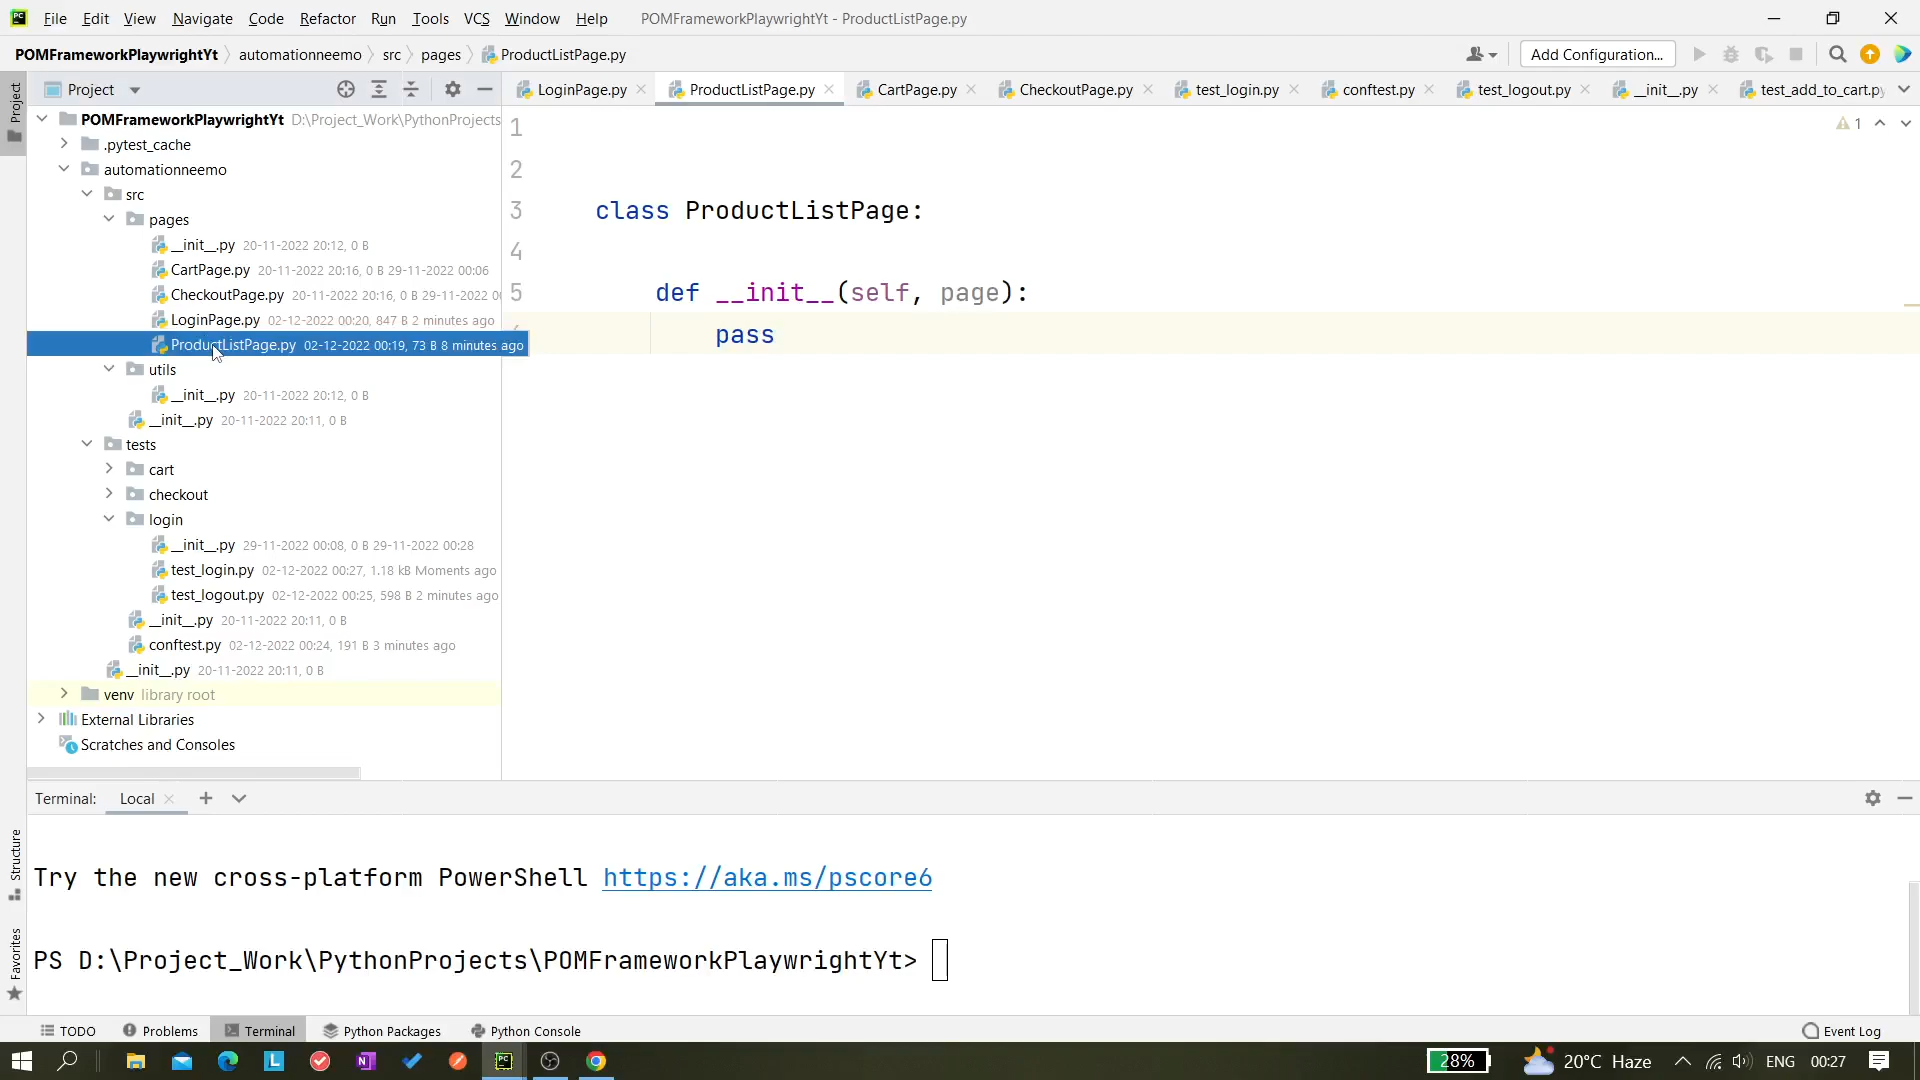 File Edit View Navigate Code Refactor Run Tools VCS Window Help POMFrameworkPlaywrightYt - ProductListPage.py
POMFrameworkPlaywrightYt automationneemo src pages ProductListPage.py Add Configuration...
Project
LoginPage.py ProductListPage.py CartPage.py CheckoutPage.py test_login.py conftest.py test_logout.py __init__.py test_add_to_cart.py
Project
POMFrameworkPlaywrightYt D:\Project_Work\PythonProjects
.pytest_cache
automationneemo
src
pages
__init__.py 20-11-2022 20:12, 0 B
CartPage.py 20-11-2022 20:16, 0 B 29-11-2022 00:06
CheckoutPage.py 20-11-2022 20:16, 0 B 29-11-2022 0
LoginPage.py 02-12-2022 00:20, 847 B 2 minutes ago
ProductListPage.py 02-12-2022 00:19, 73 B 8 minutes ago
utils
__init__.py 20-11-2022 20:12, 0 B
__init__.py 20-11-2022 20:11, 0 B
tests
cart
checkout
login
__init__.py 29-11-2022 00:08, 0 B 29-11-2022 00:28
test_login.py 02-12-2022 00:27, 1.18 kB Moments ago
test_logout.py 02-12-2022 00:25, 598 B 2 minutes ago
__init__.py 20-11-2022 20:11, 0 B
conftest.py 02-12-2022 00:24, 191 B 3 minutes ago
__init__.py 20-11-2022 20:11, 0 B
venv library root
External Libraries
Scratches and Consoles
1
1
2
3 class ProductListPage:
4
5 def __init__(self, page):
pass
Terminal: Local
Structure
Favorites
Try the new cross-platform PowerShell https://aka.ms/pscore6
PS D:\Project_Work\PythonProjects\POMFrameworkPlaywrightYt>
TODO Problems Terminal Python Packages Python Console Event Log
28% 20°C Haze ENG 00:27